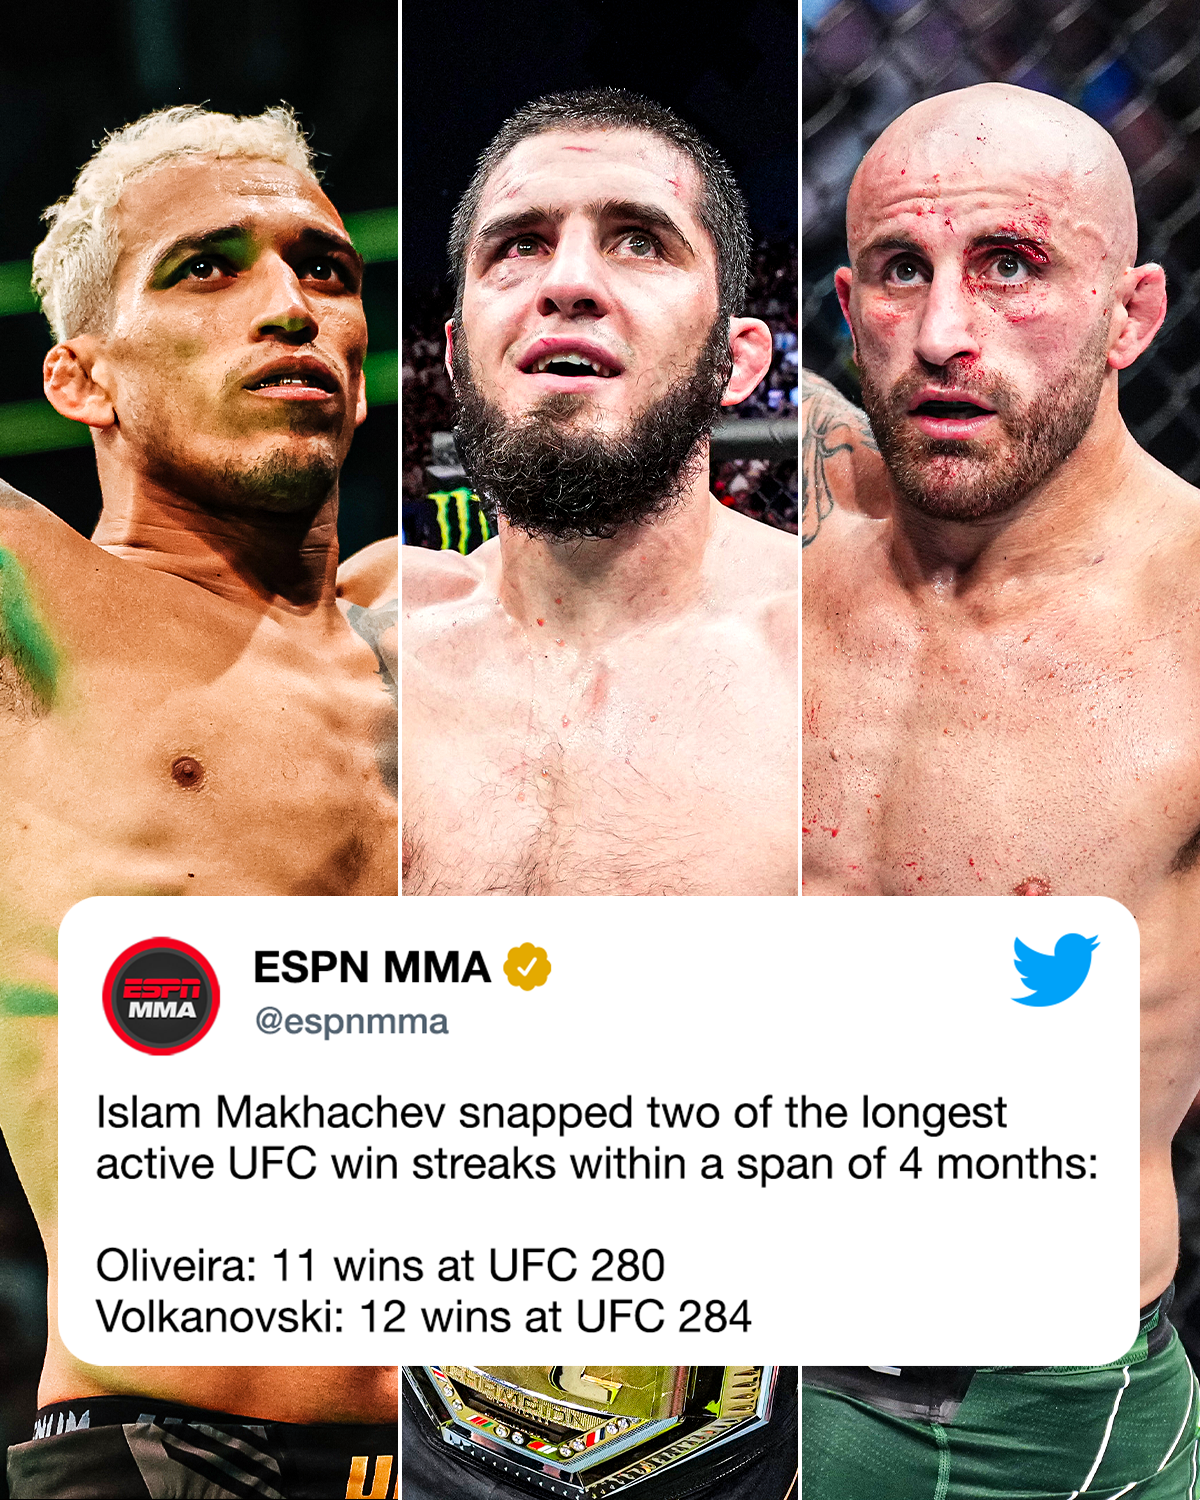 ESPN MMA
@espnmma
ESPN
MMA
Islam Makhachev snapped two of the longest
active UFC win streaks within a span of 4 months:
Oliveira: 11 wins at UFC 280
Volkanovski: 12 wins at UFC 284